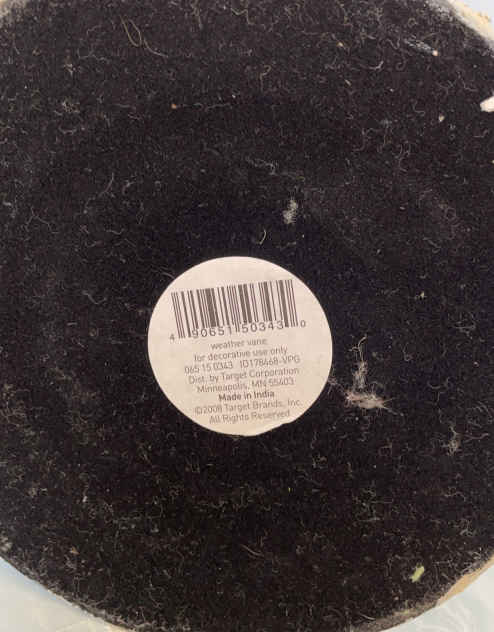 4 90651 50343 0
weather vane
for decorative use only
065 15 0343 ID178468-VPG
Dist. by Target Corporation
Minneapolis, MN 55403
Made in India
©2008 Target Brands, Inc.
All Rights Reserved